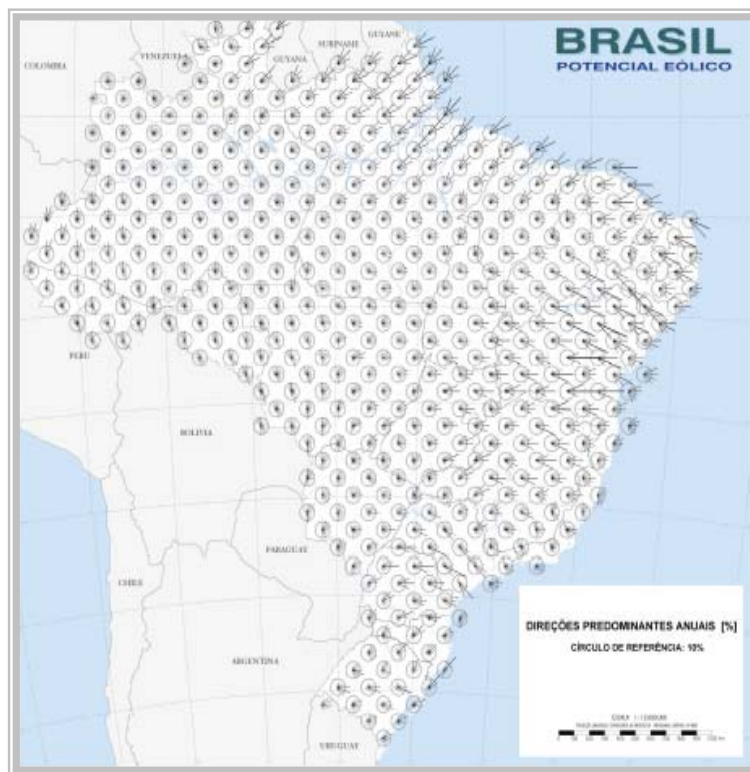 BRASIL
POTENCIAL EÓLICO
GUYANE
SURINAME
VENEZUELA
GUYANA
COLOMBIA
PERU
BOLIVIA
PARAGUAY
CHILE
ARGENTINA
URUGUAY
DIREÇÕES PREDOMINANTES ANUAIS [%]
CÍRCULO DE REFERÊNCIA: 10%